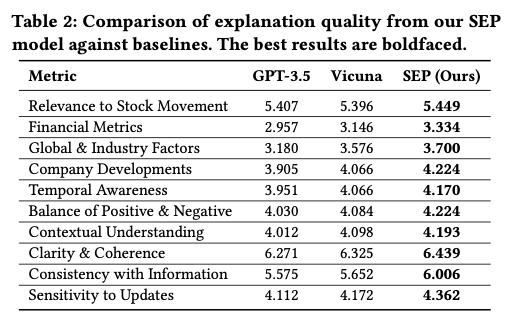 Table 2: Comparison of explanation quality from our SEP
model against baselines. The best results are boldfaced.
Metric GPT-3.5 Vicuna SEP (Ours)
Relevance to Stock Movement 5.407 5.396 5.449
Financial Metrics 2.957 3.146 3.334
Global & Industry Factors 3.180 3.576 3.700
Company Developments 3.905 4.066 4.224
Temporal Awareness 3.951 4.066 4.170
Balance of Positive & Negative 4.030 4.084 4.224
Contextual Understanding 4.012 4.098 4.193
Clarity & Coherence 6.271 6.325 6.439
Consistency with Information 5.575 5.652 6.006
Sensitivity to Updates 4.112 4.172 4.362